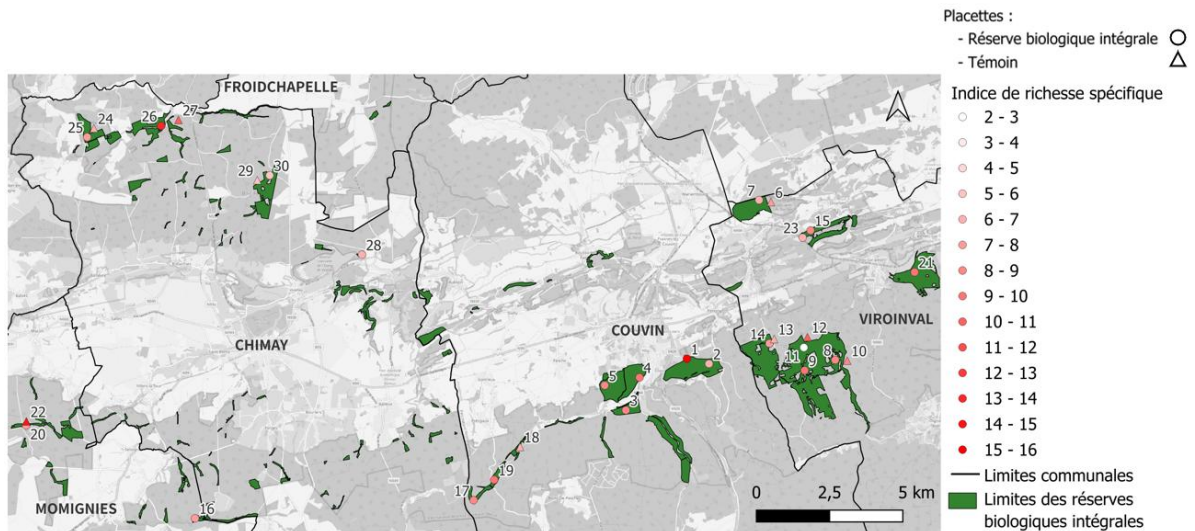 Placettes :
- Réserve biologique intégrale
- Témoin
Indice de richesse spécifique
2 - 3
3 - 4
4 - 5
5 - 6
6 - 7
7 - 8
8 - 9
9 - 10
10 - 11
11 - 12
12 - 13
13 - 14
14 - 15
15 - 16
Limites communales
Limites des réserves
biologiques intégrales
FROIDCHAPELLE
24
25
26
27
29
30
7
6
23
15
28
21
CHIMAY
COUVIN
VIROINVAL
1
2
14
13
12
11
9
8
10
5
4
3
22
20
18
19
17
16
MOMIGNIES
0
2,5
5 km